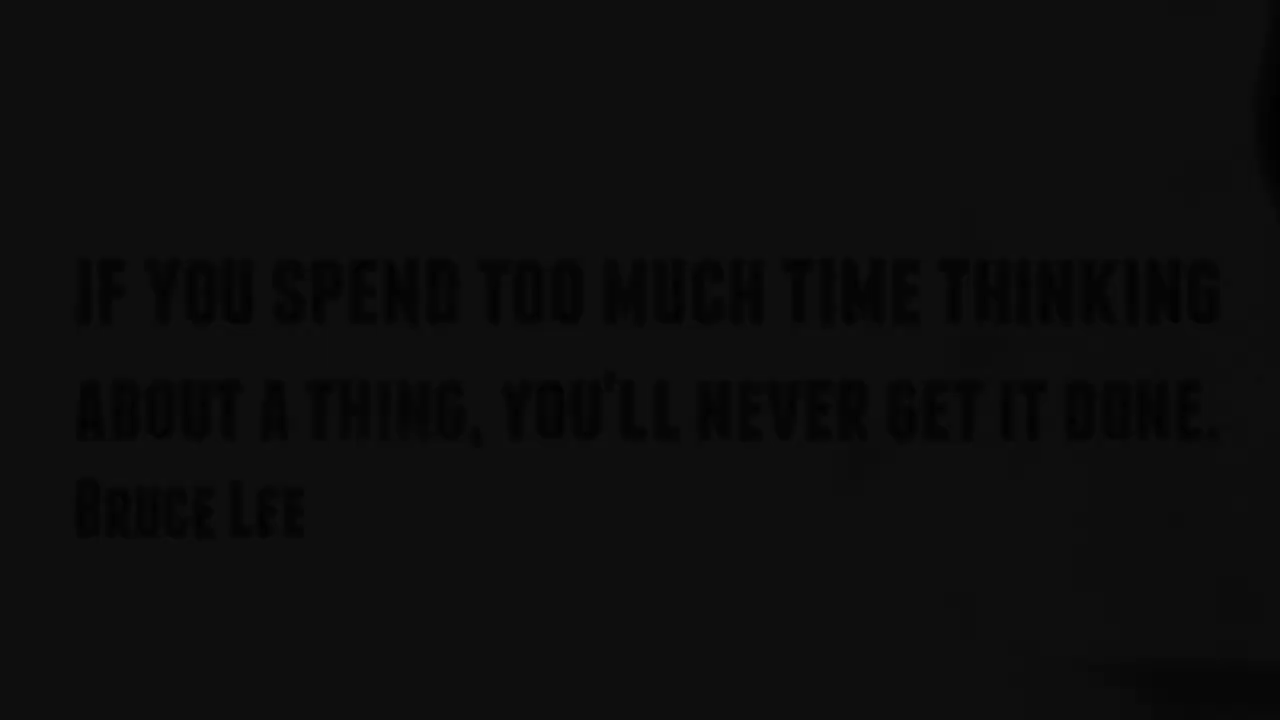 IF YOU SPEND TOO MUCH TIME THINKING
ABOUT A THING, YOU'LL NEVER GET IT DONE.
BRUCE LEE